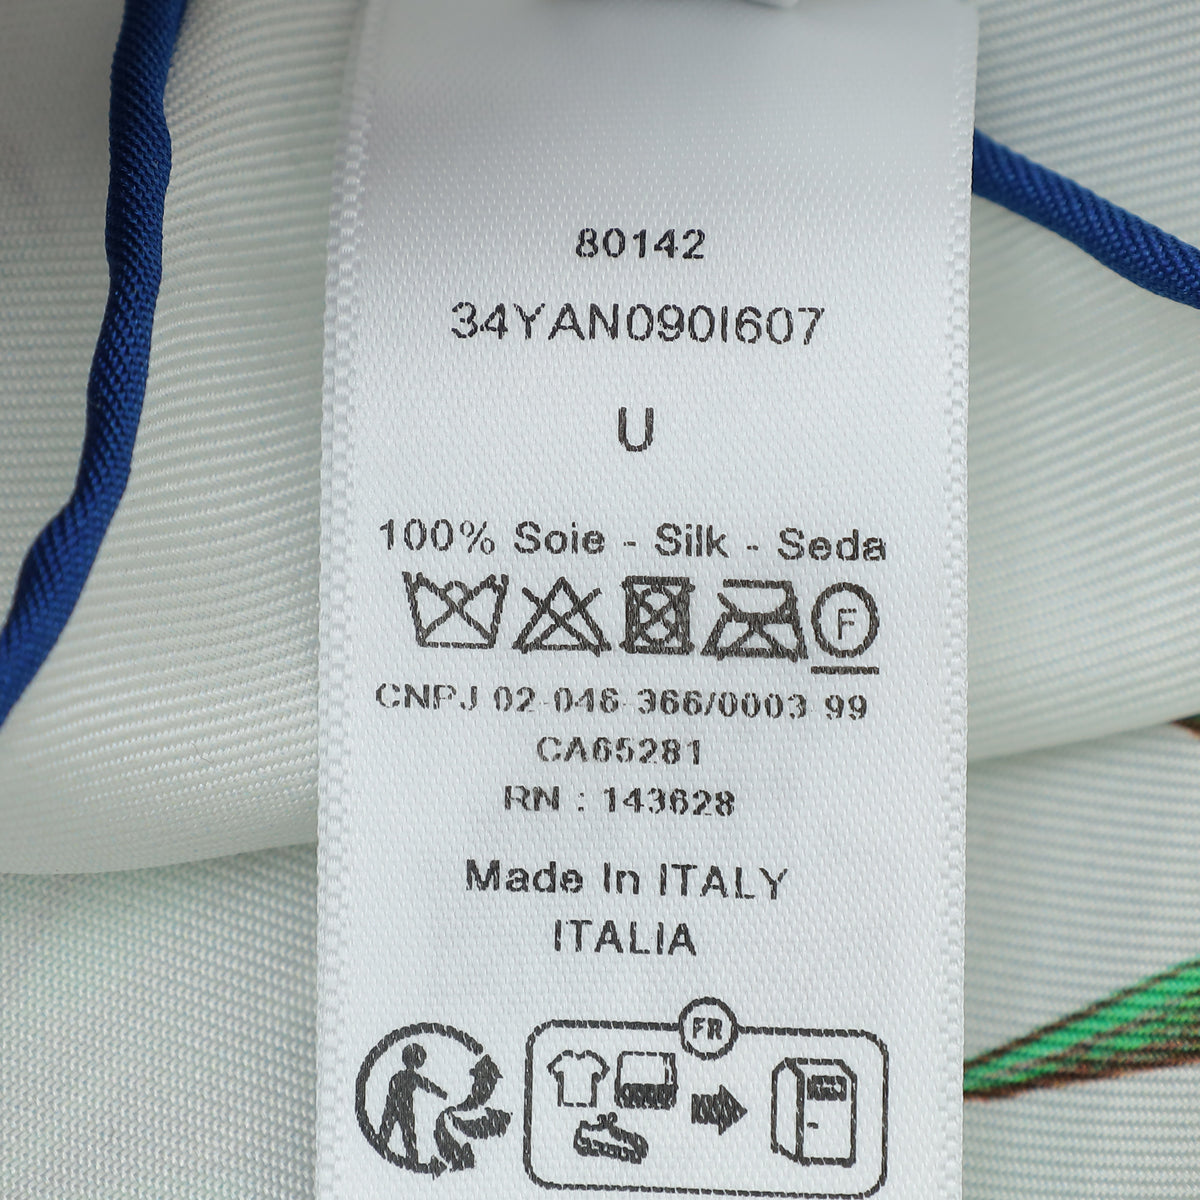 80142
34YAN090I607
U
100% Soie - Silk - Seda
F
CNPJ 02-046-366/0003-99
CA65281
RN : 143628
Made In ITALY
ITALIA
FR